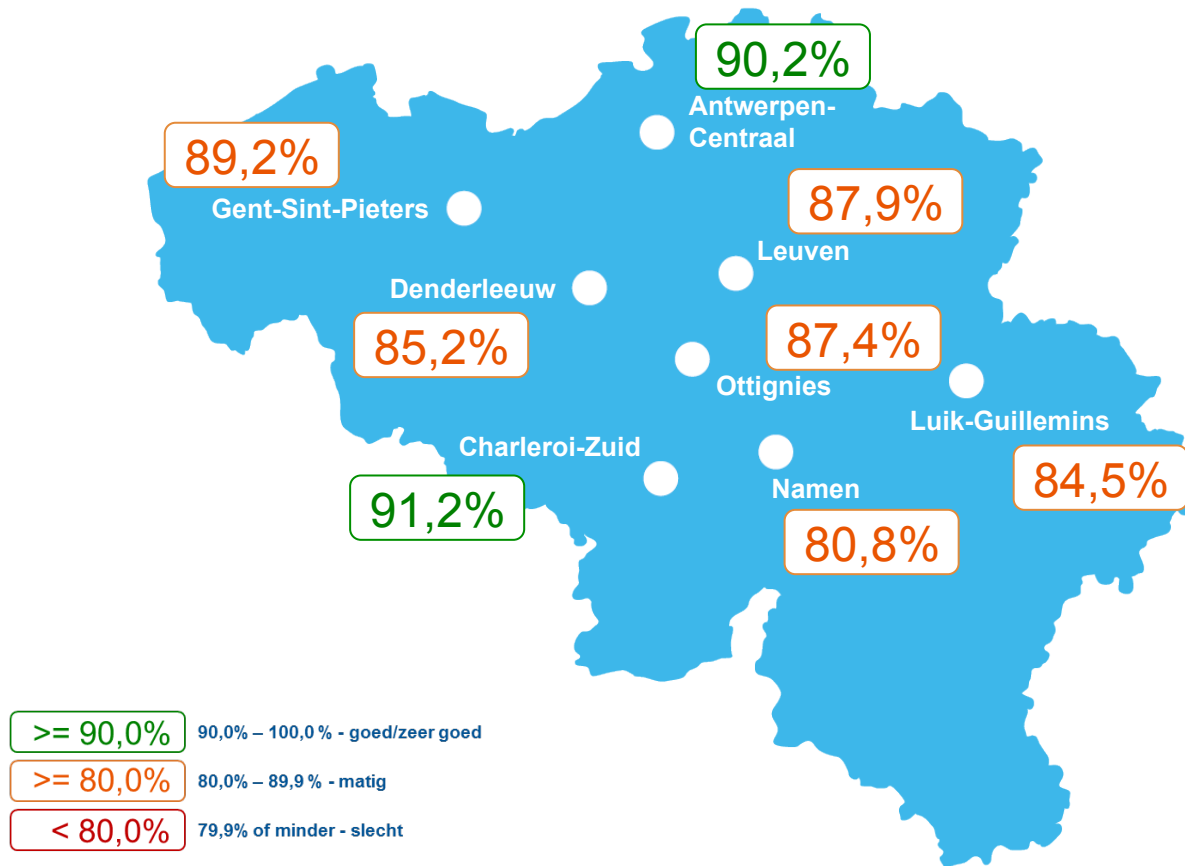 90,2%
Antwerpen-
Centraal
89,2%
Gent-Sint-Pieters
87,9%
Leuven
Denderleeuw
85,2%
87,4%
Ottignies
Luik-Guillemins
84,5%
Charleroi-Zuid
91,2%
Namen
80,8%
>= 90,0% 90,0% – 100,0 % - goed/zeer goed
>= 80,0% 80,0% – 89,9 % - matig
< 80,0% 79,9% of minder - slecht